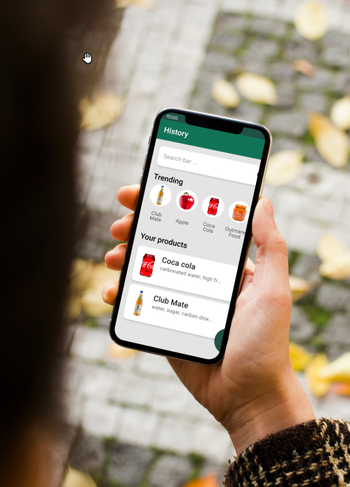 10:00
History
Search bar ...
Trending
Club
Mate
Apple
Coca
Cola
Food
Your products
Coca cola
carbonated water, high fr...
Club Mate
water, sugar, carbon diox...